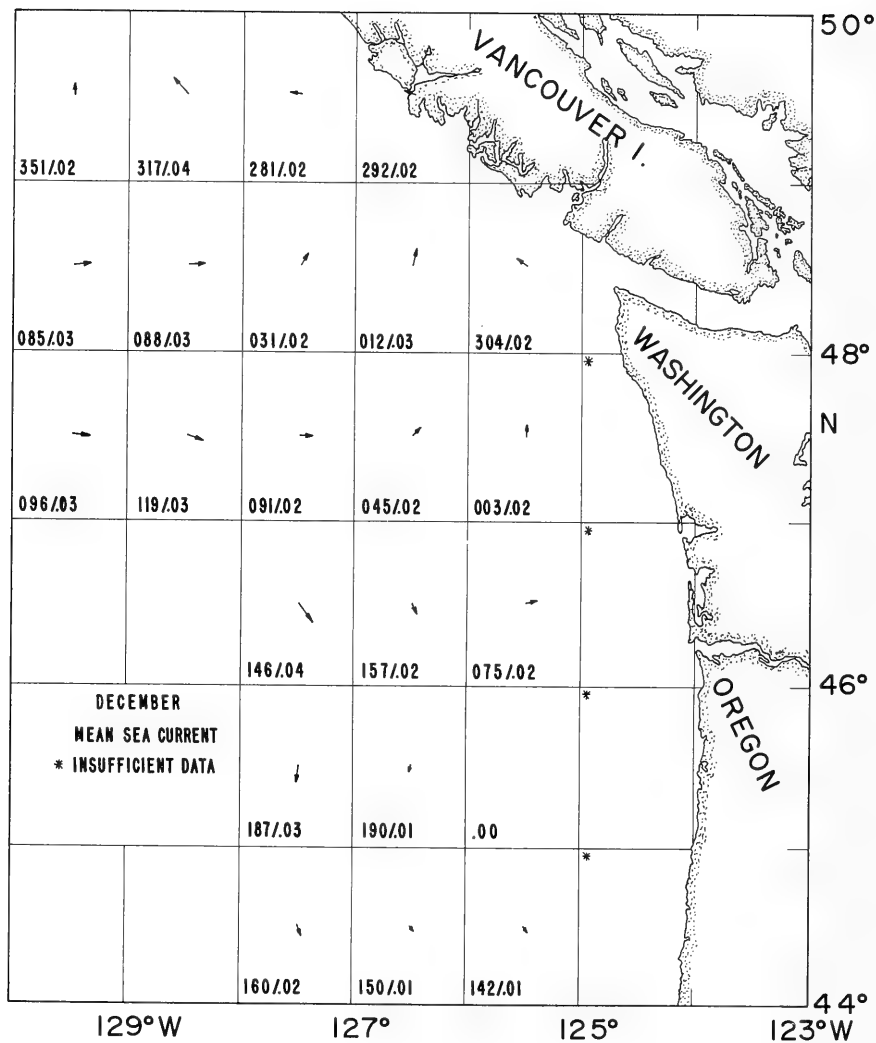 50°
VANCOUVER I.
351/.02 317/.04 281/.02 292/.02
085/.03 088/.03 031/.02 012/.03 304/.02
*
48°
WASHINGTON
N
096/.03 119/.03 091/.02 045/.02 003/.02
*
146/.04 157/.02 075/.02
46°
*
OREGON
DECEMBER
MEAN SEA CURRENT
* INSUFFICIENT DATA
187/.03 190/.01 .00
*
160/.02 150/.01 142/.01
44°
129°W 127° 125° 123°W